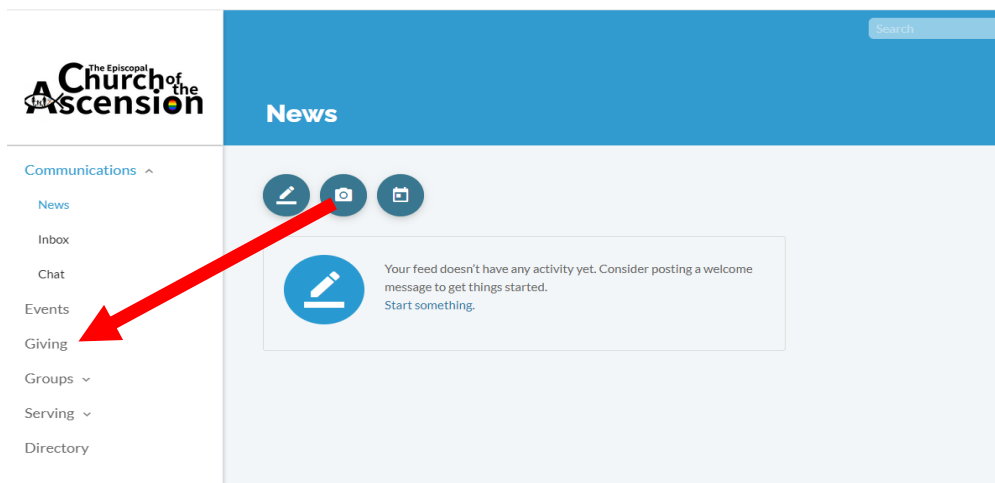 The Episcopal
Church of the
Ascension
Search
News
Communications
News
Inbox
Chat
Events
Giving
Groups
Serving
Directory
Your feed doesn't have any activity yet. Consider posting a welcome
message to get things started.
Start something.